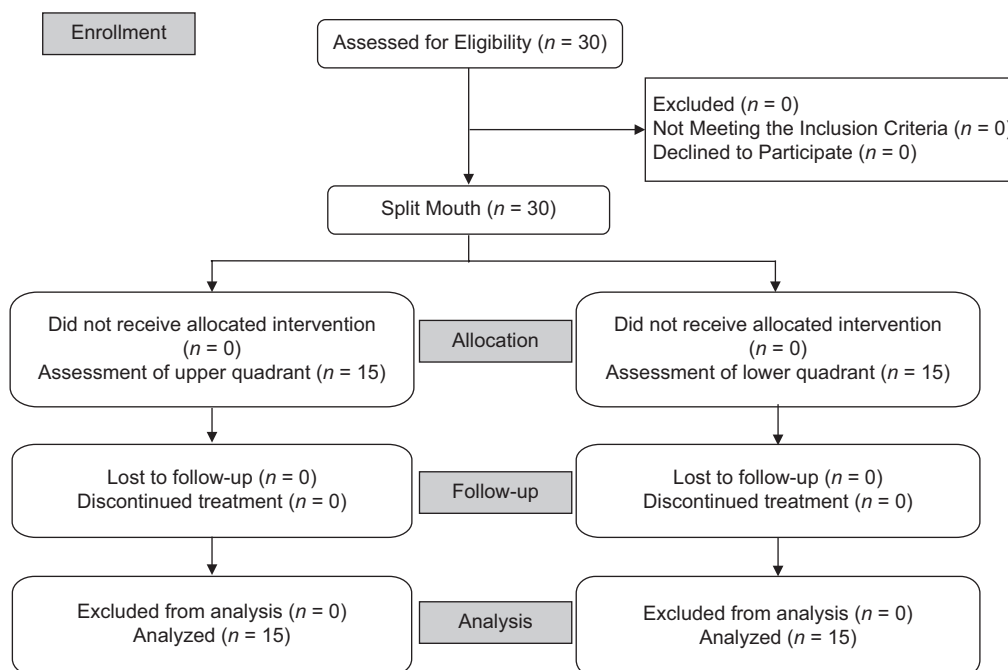 Enrollment
Assessed for Eligibility (n = 30)
Excluded (n = 0)
Not Meeting the Inclusion Criteria (n = 0)
Declined to Participate (n = 0)
Split Mouth (n = 30)
Did not receive allocated intervention
(n = 0)
Assessment of upper quadrant (n = 15)
Allocation
Did not receive allocated intervention
(n = 0)
Assessment of lower quadrant (n = 15)
Lost to follow-up (n = 0)
Discontinued treatment (n = 0)
Follow-up
Lost to follow-up (n = 0)
Discontinued treatment (n = 0)
Excluded from analysis (n = 0)
Analyzed (n = 15)
Analysis
Excluded from analysis (n = 0)
Analyzed (n = 15)